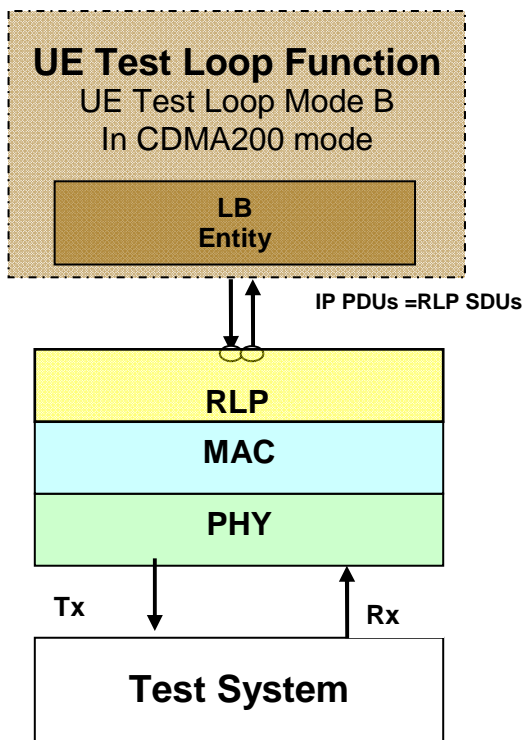 UE Test Loop Function
UE Test Loop Mode B
In CDMA200 mode
LB
Entity
IP PDUs =RLP SDUs
RLP
MAC
PHY
Tx
Rx
Test System